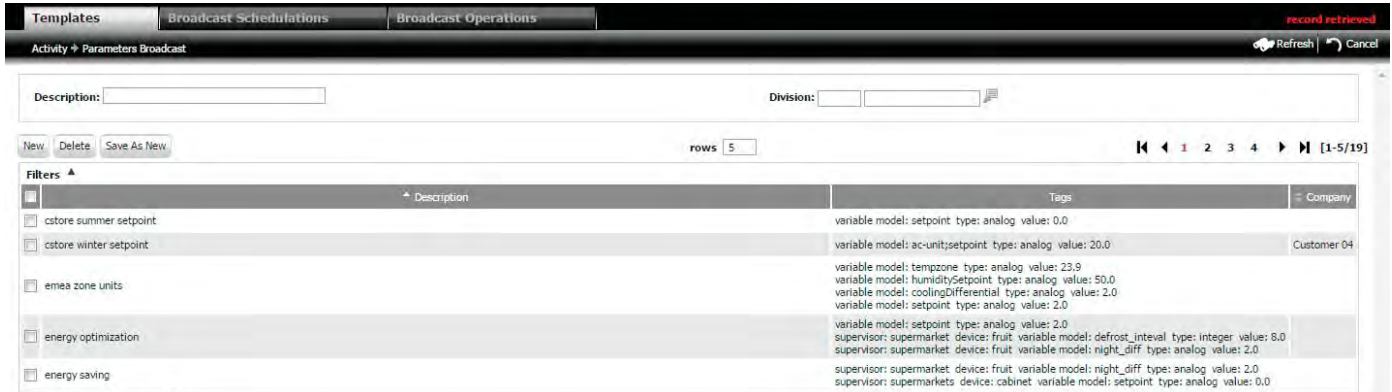 Templates Broadcast Schedulations Broadcast Operations record retrieved
Activity Parameters Broadcast Refresh Cancel
Description: Division:
New Delete Save As New rows 5 1 2 3 4 [1-5/19]
Filters
Description Tags Company
cstore summer setpoint variable model: setpoint type: analog value: 0.0
cstore winter setpoint variable model: ac-unit;setpoint type: analog value: 20.0 Customer 04
variable model: tempzone type: analog value: 23.9
variable model: humiditySetpoint type: analog value: 50.0
emea zone units
variable model: coolingDifferential type: analog value: 2.0
variable model: setpoint type: analog value: 2.0
variable model: setpoint type: analog value: 2.0
energy optimization supervisor: supermarket device: fruit variable model: defrost_inteval type: integer value: 8.0
supervisor: supermarket device: fruit variable model: night_diff type: analog value: 2.0
energy saving supervisor: supermarket device: fruit variable model: night_diff type: analog value: 2.0
supervisor: supermarkets device: cabinet variable model: setpoint type: analog value: 0.0